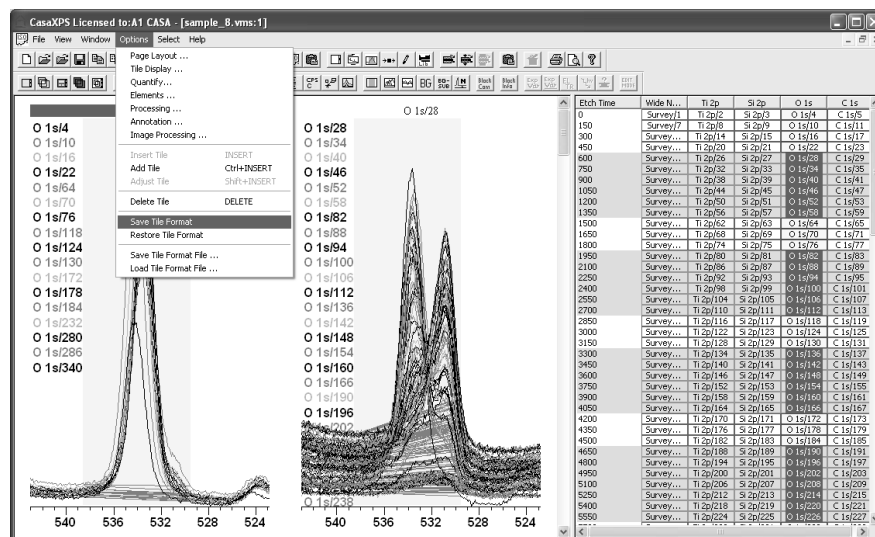 CasaXPS Licensed to:A1 CASA - [sample_8.vms:1]
File View Window Options Select Help
Page Layout ...
Tile Display ...
Quantify...
Elements ...
Processing ...
Annotation ...
Image Processing ...
Insert Tile INSERT
Add Tile Ctrl+INSERT
Adjust Tile Shift+INSERT
Delete Tile DELETE
Save Tile Format
Restore Tile Format
Save Tile Format File ...
Load Tile Format File ...
O 1s/4
O 1s/10
O 1s/16
O 1s/22
O 1s/64
O 1s/70
O 1s/76
O 1s/118
O 1s/124
O 1s/130
O 1s/172
O 1s/178
O 1s/184
O 1s/232
O 1s/280
O 1s/286
O 1s/340
540 536 532 528 524
O 1s/28
O 1s/28
O 1s/34
O 1s/40
O 1s/46
O 1s/52
O 1s/58
O 1s/82
O 1s/88
O 1s/94
O 1s/100
O 1s/106
O 1s/112
O 1s/136
O 1s/142
O 1s/148
O 1s/154
O 1s/160
O 1s/166
O 1s/190
O 1s/196
O 1s/202
O 1s/238
540 536 532 528 524
Etch Time Wide N... Ti 2p Si 2p O 1s C 1s
0 Survey/1 Ti 2p/2 Si 2p/3 O 1s/4 C 1s/5
150 Survey/7 Ti 2p/8 Si 2p/9 O 1s/10 C 1s/11
300 Survey... Ti 2p/14 Si 2p/15 O 1s/16 C 1s/17
450 Survey... Ti 2p/20 Si 2p/21 O 1s/22 C 1s/23
600 Survey... Ti 2p/26 Si 2p/27 O 1s/28 C 1s/29
750 Survey... Ti 2p/32 Si 2p/33 O 1s/34 C 1s/35
900 Survey... Ti 2p/38 Si 2p/39 O 1s/40 C 1s/41
1050 Survey... Ti 2p/44 Si 2p/45 O 1s/46 C 1s/47
1200 Survey... Ti 2p/50 Si 2p/51 O 1s/52 C 1s/53
1350 Survey... Ti 2p/56 Si 2p/57 O 1s/58 C 1s/59
1500 Survey... Ti 2p/62 Si 2p/63 O 1s/64 C 1s/65
1650 Survey... Ti 2p/68 Si 2p/69 O 1s/70 C 1s/71
1800 Survey... Ti 2p/74 Si 2p/75 O 1s/76 C 1s/77
1950 Survey... Ti 2p/80 Si 2p/81 O 1s/82 C 1s/83
2100 Survey... Ti 2p/86 Si 2p/87 O 1s/88 C 1s/89
2250 Survey... Ti 2p/92 Si 2p/93 O 1s/94 C 1s/95
2400 Survey... Ti 2p/98 Si 2p/99 O 1s/100 C 1s/101
2550 Survey... Ti 2p/104 Si 2p/105 O 1s/106 C 1s/107
2700 Survey... Ti 2p/110 Si 2p/111 O 1s/112 C 1s/113
2850 Survey... Ti 2p/116 Si 2p/117 O 1s/118 C 1s/119
3000 Survey... Ti 2p/122 Si 2p/123 O 1s/124 C 1s/125
3150 Survey... Ti 2p/128 Si 2p/129 O 1s/130 C 1s/131
3300 Survey... Ti 2p/134 Si 2p/135 O 1s/136 C 1s/137
3450 Survey... Ti 2p/140 Si 2p/141 O 1s/142 C 1s/143
3600 Survey... Ti 2p/146 Si 2p/147 O 1s/148 C 1s/149
3750 Survey... Ti 2p/152 Si 2p/153 O 1s/154 C 1s/155
3900 Survey... Ti 2p/158 Si 2p/159 O 1s/160 C 1s/161
4050 Survey... Ti 2p/164 Si 2p/165 O 1s/166 C 1s/167
4200 Survey... Ti 2p/170 Si 2p/171 O 1s/172 C 1s/173
4350 Survey... Ti 2p/176 Si 2p/177 O 1s/178 C 1s/179
4500 Survey... Ti 2p/182 Si 2p/183 O 1s/184 C 1s/185
4650 Survey... Ti 2p/188 Si 2p/189 O 1s/190 C 1s/191
4800 Survey... Ti 2p/194 Si 2p/195 O 1s/196 C 1s/197
4950 Survey... Ti 2p/200 Si 2p/201 O 1s/202 C 1s/203
5100 Survey... Ti 2p/206 Si 2p/207 O 1s/208 C 1s/209
5250 Survey... Ti 2p/212 Si 2p/213 O 1s/214 C 1s/215
5400 Survey... Ti 2p/218 Si 2p/219 O 1s/220 C 1s/221
5550 Survey... Ti 2p/224 Si 2p/225 O 1s/226 C 1s/227